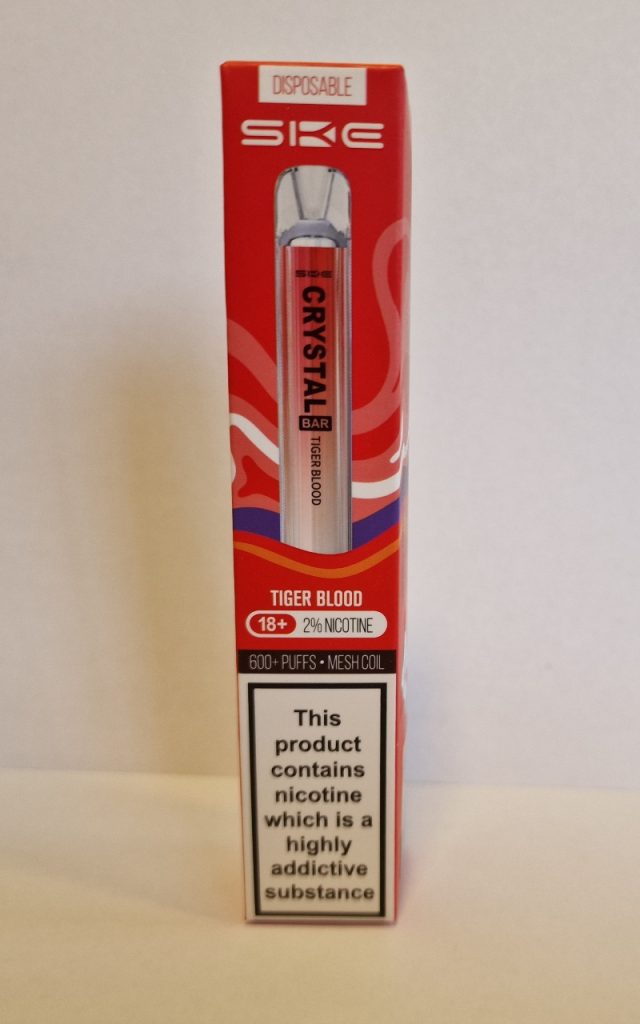 DISPOSABLE
SKE
SKE
CRYSTAL
BAR
TIGER BLOOD
TIGER BLOOD
18+ 2% NICOTINE
600+ PUFFS • MESH COIL
This
product
contains
nicotine
which is a
highly
addictive
substance